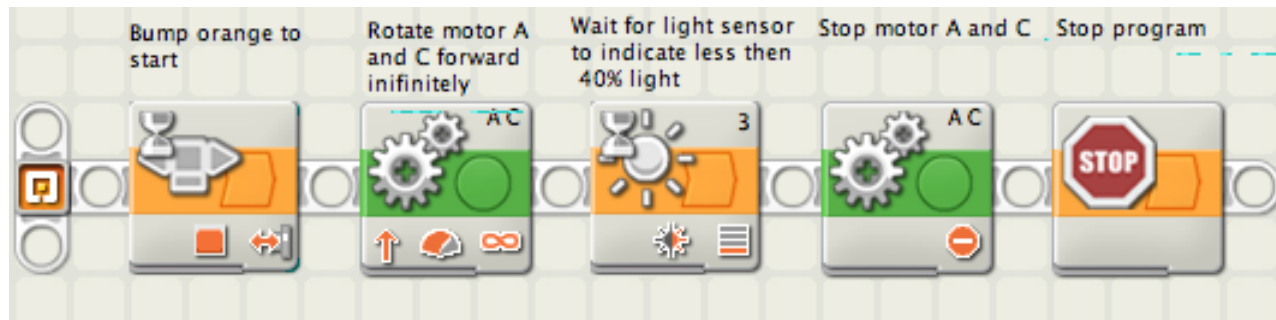 Bump orange to
start
Rotate motor A
and C forward
inifinitely
Wait for light sensor
to indicate less then
40% light
Stop motor A and C
Stop program
A C
3
A C
STOP